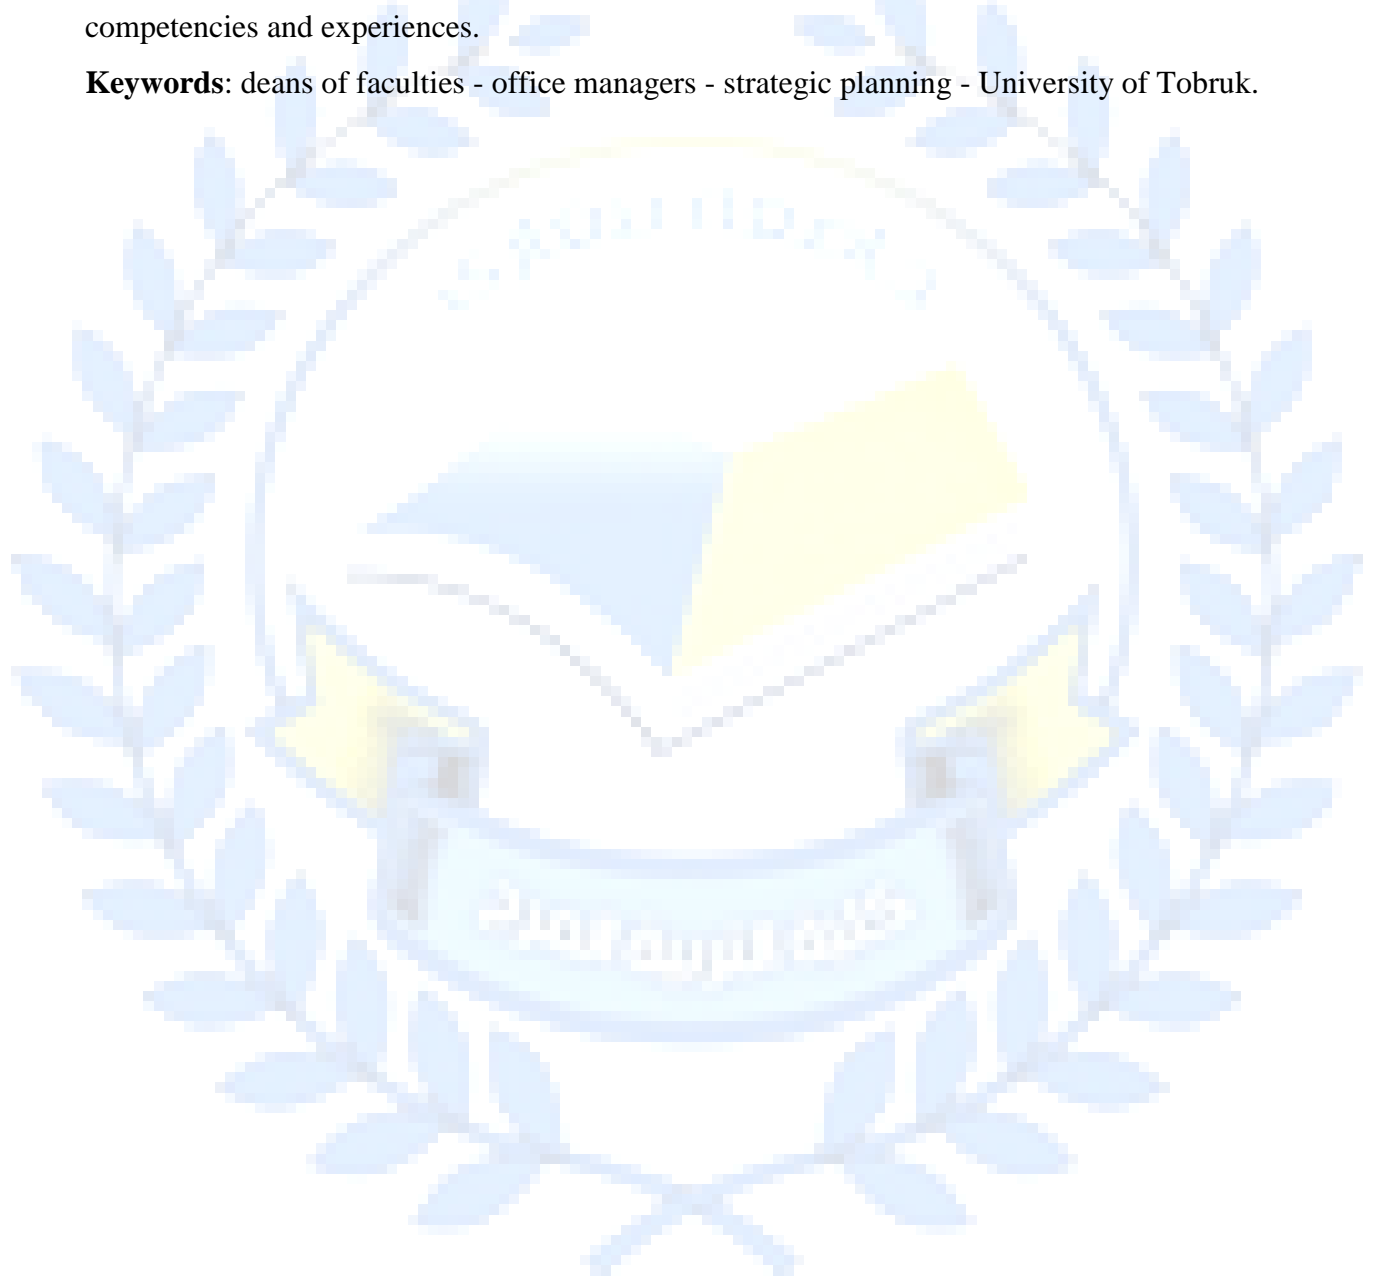 competencies and experiences.
Keywords: deans of faculties - office managers - strategic planning - University of Tobruk.